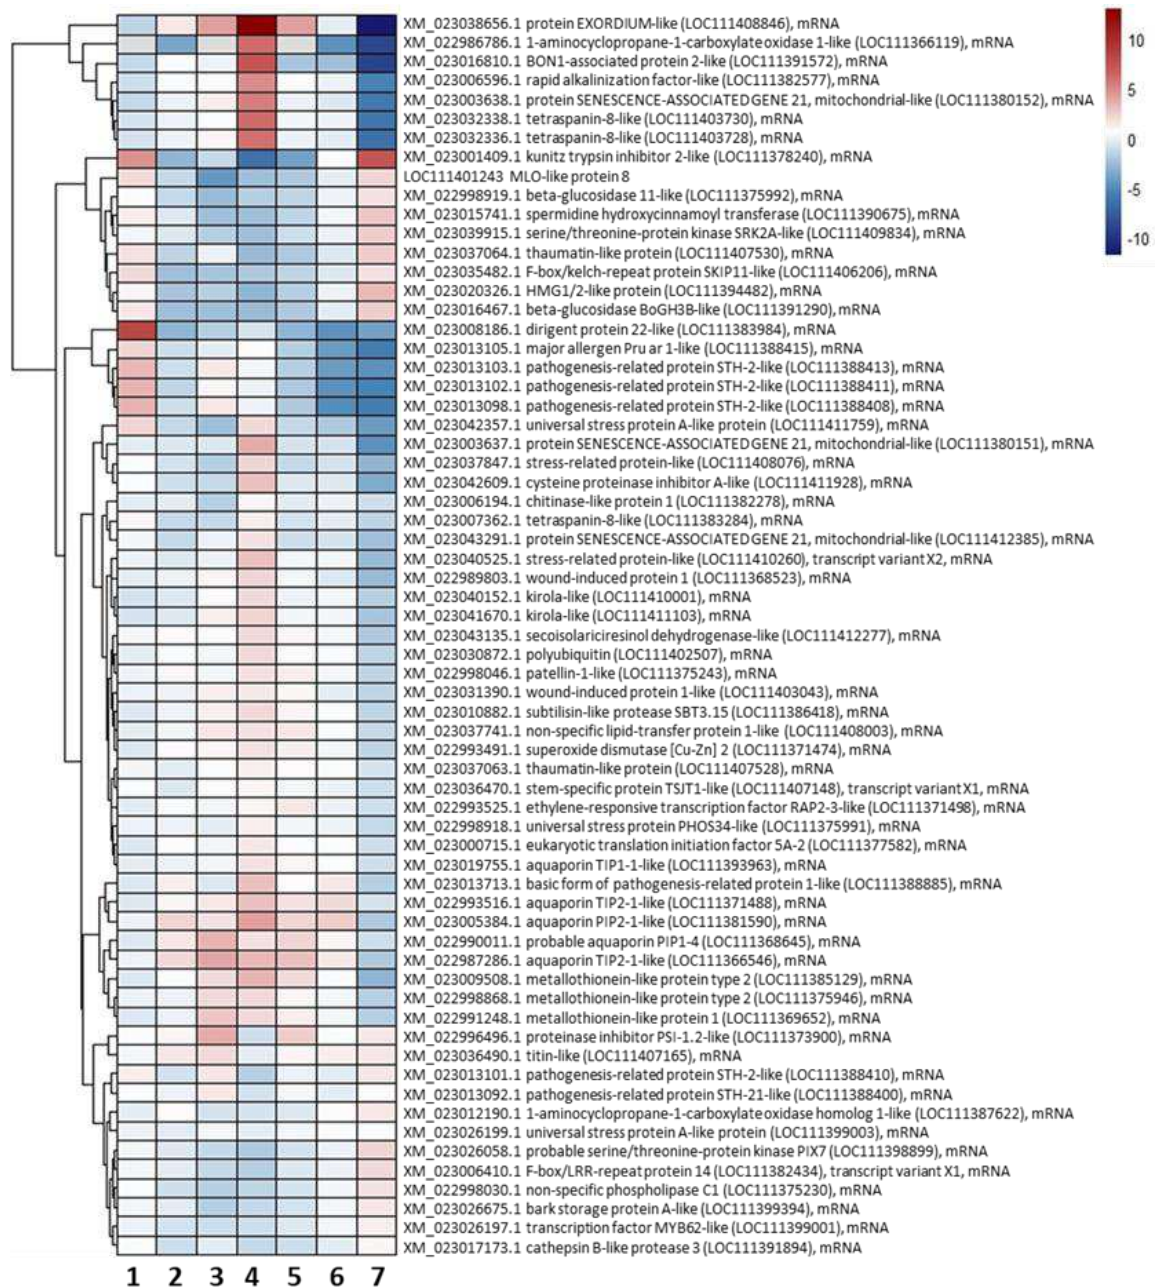 XM_023038656.1 protein EXORDIUM-like (LOC111408846), mRNA
XM_022986786.1 1-aminocyclopropane-1-carboxylate oxidase 1-like (LOC111366119), mRNA
XM_023016810.1 BON1-associated protein 2-like (LOC111391572), mRNA
XM_023006596.1 rapid alkalinization factor-like (LOC111382577), mRNA
XM_023003638.1 protein SENESCENCE-ASSOCIATED GENE 21, mitochondrial-like (LOC111380152), mRNA
XM_023032338.1 tetraspanin-8-like (LOC111403730), mRNA
XM_023032336.1 tetraspanin-8-like (LOC111403728), mRNA
XM_023001409.1 kunitz trypsin inhibitor 2-like (LOC111378240), mRNA
LOC111401243 MLO-like protein 8
XM_022998919.1 beta-glucosidase 11-like (LOC111375992), mRNA
XM_023015741.1 spermidine hydroxycinnamoyl transferase (LOC111390675), mRNA
XM_023039915.1 serine/threonine-protein kinase SRK2A-like (LOC111409834), mRNA
XM_023037064.1 thaumatin-like protein (LOC111407530), mRNA
XM_023035482.1 F-box/kelch-repeat protein SKIP11-like (LOC111406206), mRNA
XM_023020326.1 HMG1/2-like protein (LOC111394482), mRNA
XM_023016467.1 beta-glucosidase BoGH3B-like (LOC111391290), mRNA
XM_023008186.1 dirigent protein 22-like (LOC111383984), mRNA
XM_023013105.1 major allergen Pru ar 1-like (LOC111388415), mRNA
XM_023013103.1 pathogenesis-related protein STH-2-like (LOC111388413), mRNA
XM_023013102.1 pathogenesis-related protein STH-2-like (LOC111388411), mRNA
XM_023013098.1 pathogenesis-related protein STH-2-like (LOC111388408), mRNA
XM_023042357.1 universal stress protein A-like protein (LOC111411759), mRNA
XM_023003637.1 protein SENESCENCE-ASSOCIATED GENE 21, mitochondrial-like (LOC111380151), mRNA
XM_023037847.1 stress-related protein-like (LOC111408076), mRNA
XM_023042609.1 cysteine proteinase inhibitor A-like (LOC111411928), mRNA
XM_023006194.1 chitinase-like protein 1 (LOC111382278), mRNA
XM_023007362.1 tetraspanin-8-like (LOC111383284), mRNA
XM_023043291.1 protein SENESCENCE-ASSOCIATED GENE 21, mitochondrial-like (LOC111412385), mRNA
XM_023040525.1 stress-related protein-like (LOC111410260), transcript variant X2, mRNA
XM_022989803.1 wound-induced protein 1 (LOC111368523), mRNA
XM_023040152.1 kirola-like (LOC111410001), mRNA
XM_023041670.1 kirola-like (LOC111411103), mRNA
XM_023043135.1 secoisolariciresinol dehydrogenase-like (LOC111412277), mRNA
XM_023030872.1 polyubiquitin (LOC111402507), mRNA
XM_022998046.1 patellin-1-like (LOC111375243), mRNA
XM_023031390.1 wound-induced protein 1-like (LOC111403043), mRNA
XM_023010882.1 subtilisin-like protease SBT3.15 (LOC111386418), mRNA
XM_023037741.1 non-specific lipid-transfer protein 1-like (LOC111408003), mRNA
XM_022993491.1 superoxide dismutase [Cu-Zn] 2 (LOC111371474), mRNA
XM_023037063.1 thaumatin-like protein (LOC111407528), mRNA
XM_023036470.1 stem-specific protein TSJT1-like (LOC111407148), transcript variant X1, mRNA
XM_022993525.1 ethylene-responsive transcription factor RAP2-3-like (LOC111371498), mRNA
XM_022998918.1 universal stress protein PHOS34-like (LOC111375991), mRNA
XM_023000715.1 eukaryotic translation initiation factor 5A-2 (LOC111377582), mRNA
XM_023019755.1 aquaporin TIP1-1-like (LOC111393963), mRNA
XM_023013713.1 basic form of pathogenesis-related protein 1-like (LOC111388885), mRNA
XM_022993516.1 aquaporin TIP2-1-like (LOC111371488), mRNA
XM_023005384.1 aquaporin PIP2-1-like (LOC111381590), mRNA
XM_022990011.1 probable aquaporin PIP1-4 (LOC111368645), mRNA
XM_022987286.1 aquaporin TIP2-1-like (LOC111366546), mRNA
XM_023009508.1 metallothionein-like protein type 2 (LOC111385129), mRNA
XM_022998868.1 metallothionein-like protein type 2 (LOC111375946), mRNA
XM_022991248.1 metallothionein-like protein 1 (LOC111369652), mRNA
XM_022996496.1 proteinase inhibitor PSI-1.2-like (LOC111373900), mRNA
XM_023036490.1 titin-like (LOC111407165), mRNA
XM_023013101.1 pathogenesis-related protein STH-2-like (LOC111388410), mRNA
XM_023013092.1 pathogenesis-related protein STH-21-like (LOC111388400), mRNA
XM_023012190.1 1-aminocyclopropane-1-carboxylate oxidase homolog 1-like (LOC111387622), mRNA
XM_023026199.1 universal stress protein A-like protein (LOC111399003), mRNA
XM_023026058.1 probable serine/threonine-protein kinase PIX7 (LOC111398899), mRNA
XM_023006410.1 F-box/LRR-repeat protein 14 (LOC111382434), transcript variant X1, mRNA
XM_022998030.1 non-specific phospholipase C1 (LOC111375230), mRNA
XM_023026675.1 bark storage protein A-like (LOC111399394), mRNA
XM_023026197.1 transcription factor MYB62-like (LOC111399001), mRNA
XM_023017173.1 cathepsin B-like protease 3 (LOC111391894), mRNA
1 2 3 4 5 6 7
10
5
0
-5
-10